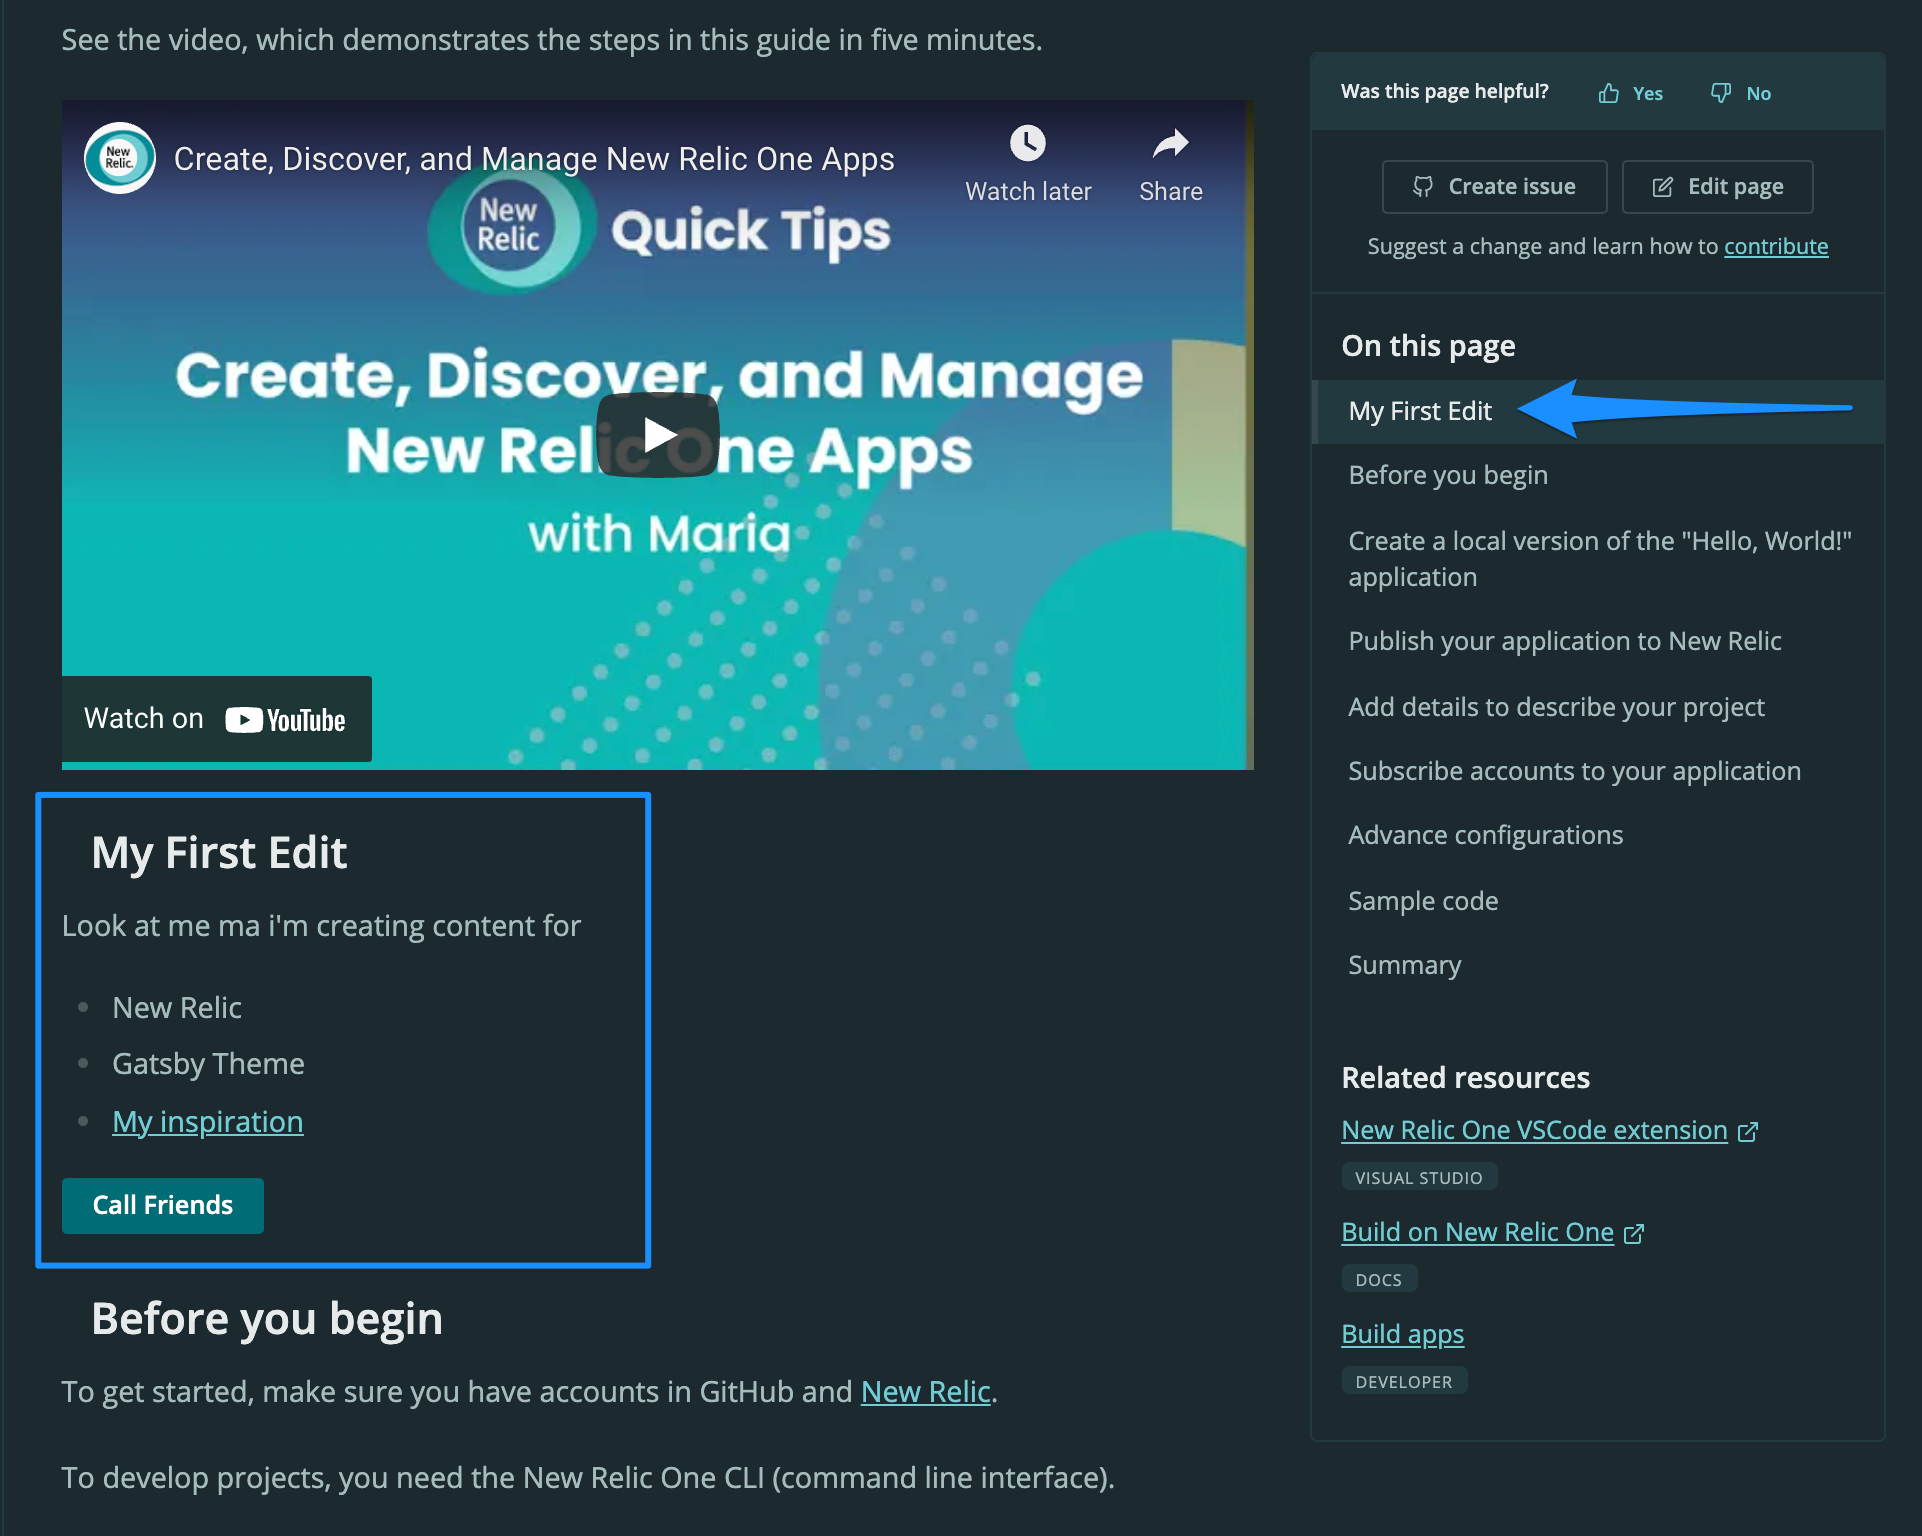 See the video, which demonstrates the steps in this guide in five minutes.
New
Relic.
Create, Discover, and Manage New Relic One Apps
Watch later
Share
New
Relic
Quick Tips
Create, Discover, and Manage
New Relic One Apps
with Maria
Watch on YouTube
My First Edit
Look at me ma i'm creating content for
New Relic
Gatsby Theme
My inspiration
Call Friends
Before you begin
To get started, make sure you have accounts in GitHub and New Relic.
To develop projects, you need the New Relic One CLI (command line interface).
Was this page helpful?
Yes
No
Create issue
Edit page
Suggest a change and learn how to contribute
On this page
My First Edit
Before you begin
Create a local version of the "Hello, World!"
application
Publish your application to New Relic
Add details to describe your project
Subscribe accounts to your application
Advance configurations
Sample code
Summary
Related resources
New Relic One VSCode extension
VISUAL STUDIO
Build on New Relic One
DOCS
Build apps
DEVELOPER